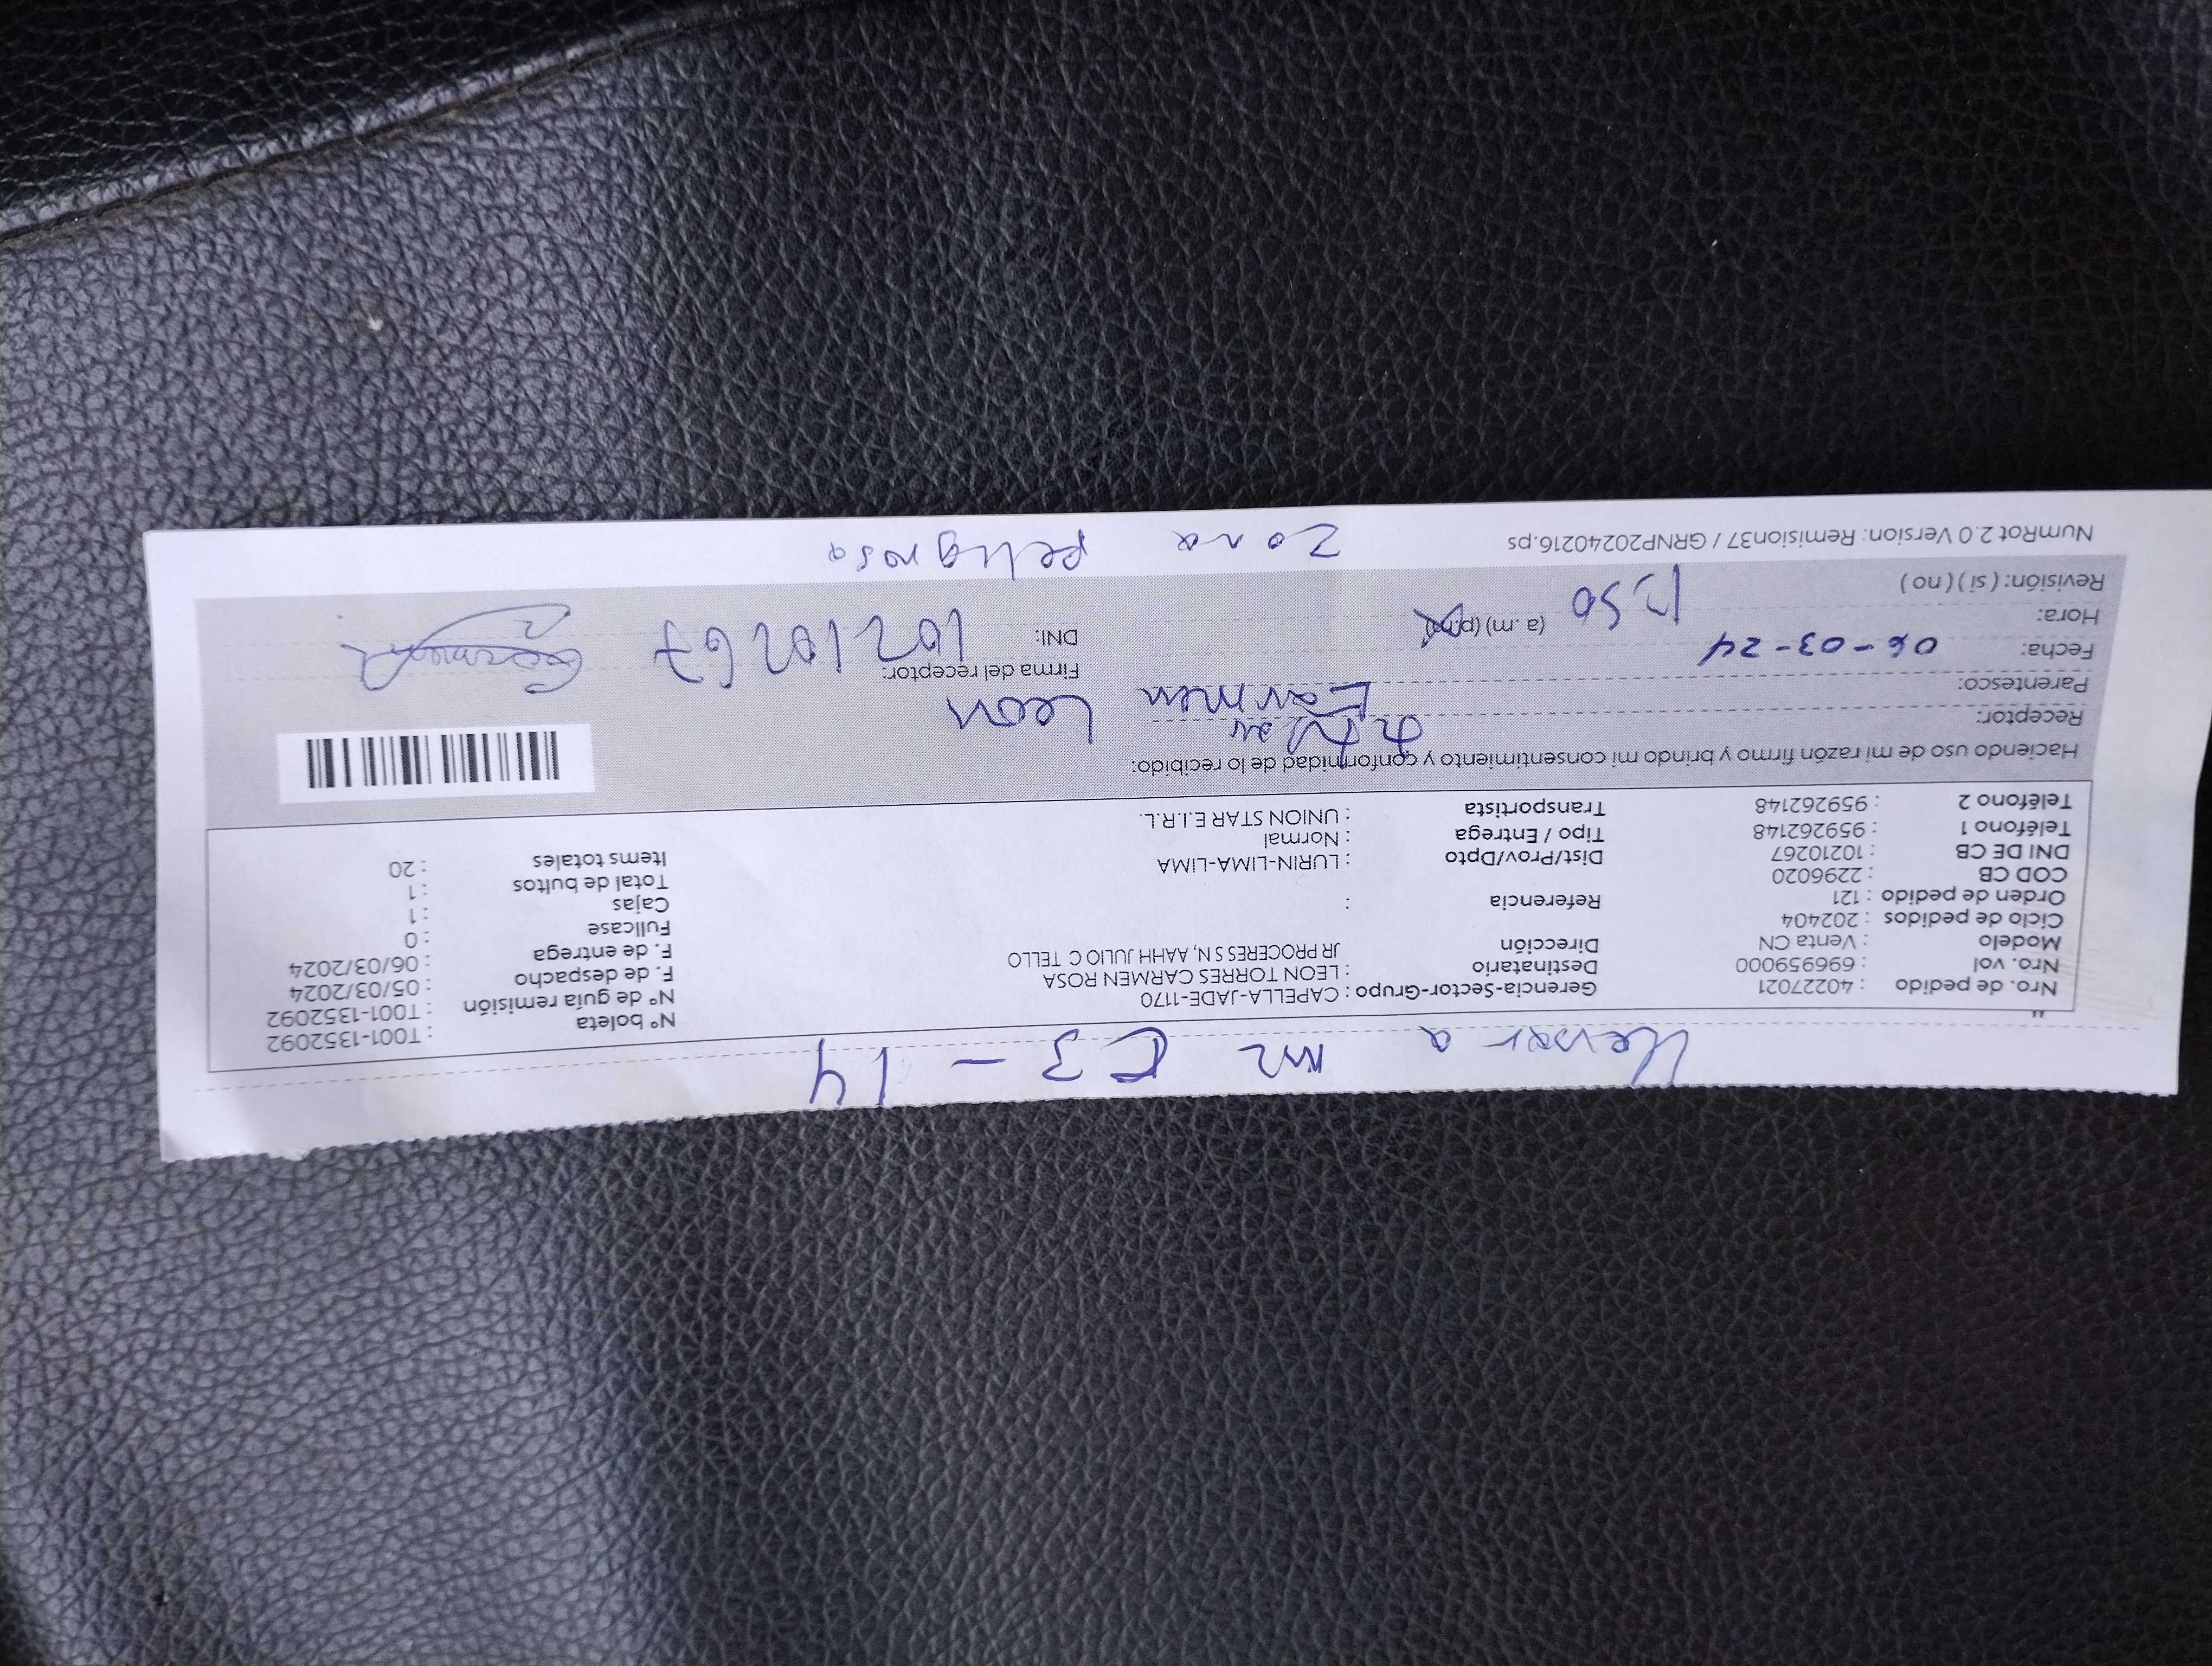 Llevar a mz C3-14
Nro. de pedido : 40227021 Gerencia-Sector-Grupo : CAPELLA-JADE-1170 N° boleta : T001-1352092
Nro. vol : 696959000 Destinatario : LEON TORRES CARMEN ROSA N° de guía remisión : T001-1352092
Modelo : Venta CN Dirección JR PROCERES S N, AAHH JULIO C TELLO F. de despacho : 05/03/2024
Ciclo de pedidos : 202404 F. de entrega : 06/03/2024
Orden de pedido : 121 Referencia : Fullcase : 0
COD CB : 2296020 Cajas : 1
DNI DE CB : 10210267 Dist/Prov/Dpto : LURIN-LIMA-LIMA Total de bultos : 1
Teléfono 1 : 959262148 Tipo / Entrega : Normal Items totales : 20
Teléfono 2 : 959262148 Transportista : UNION STAR E.I.R.L.
Haciendo uso de mi razón firmo y brindo mi consentimiento y conformidad de lo recibido:
Receptor:
Parentesco: Carmen Leon
Fecha: 06-03-24 Firma del receptor:
Hora: 1:50 (a.m) (p.m) DNI: 10210267
Revisión: ( si ) ( no )
NumRot 2.0 Version: Remision37 / GRNP20240216.ps Zona peligrosa